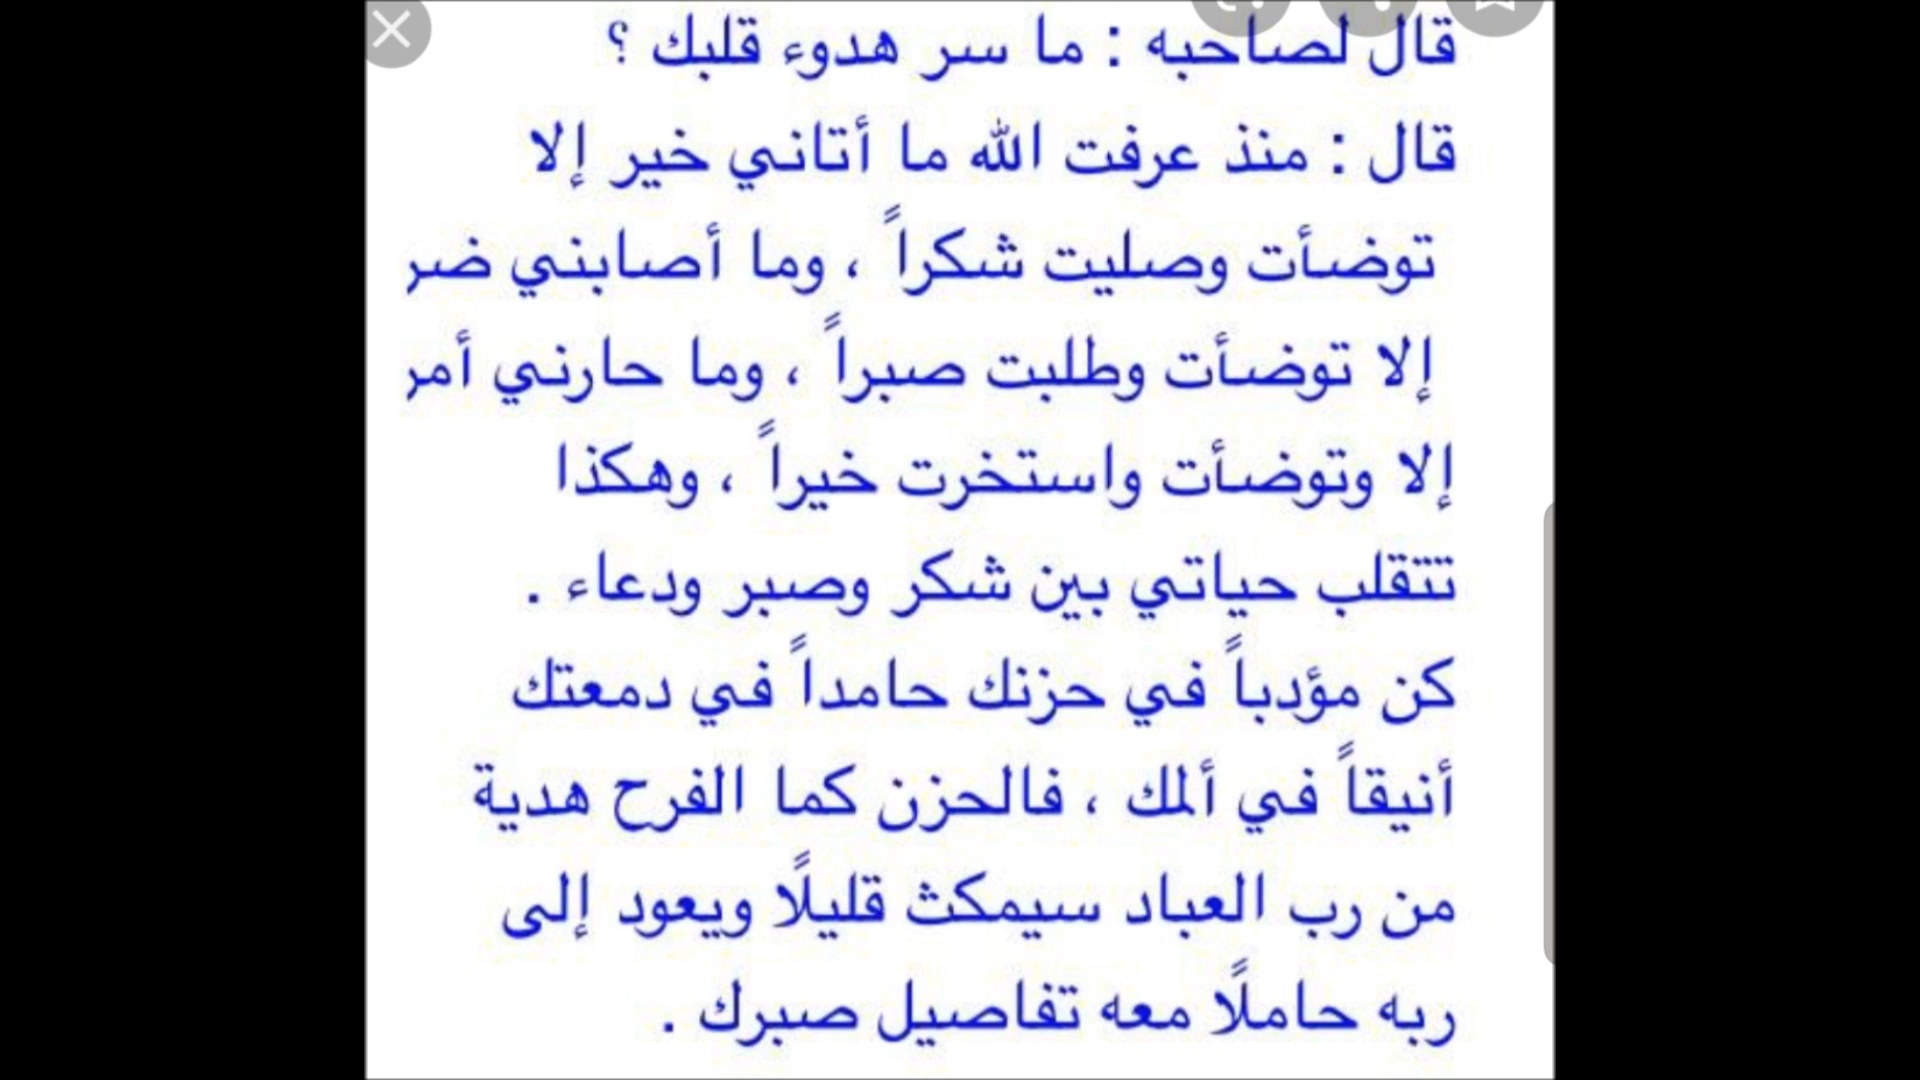 قال لصاحبه : ما سر هدوء قلبك ؟
قال : منذ عرفت الله ما أتاني خير إلا
توضأت وصليت شكراً ، وما أصابني ضر
إلا توضأت وطلبت صبراً ، وما حارني أمر
إلا وتوضأت واستخرت خيراً ، وهكذا
تتقلب حياتي بين شكر وصبر ودعاء .
كن مؤدباً في حزنك حامداً في دمعتك
أنيقاً في ألمك ، فالحزن كما الفرح هدية
من رب العباد سيمكث قليلًا ويعود إلى
ربه حاملًا معه تفاصيل صبرك .